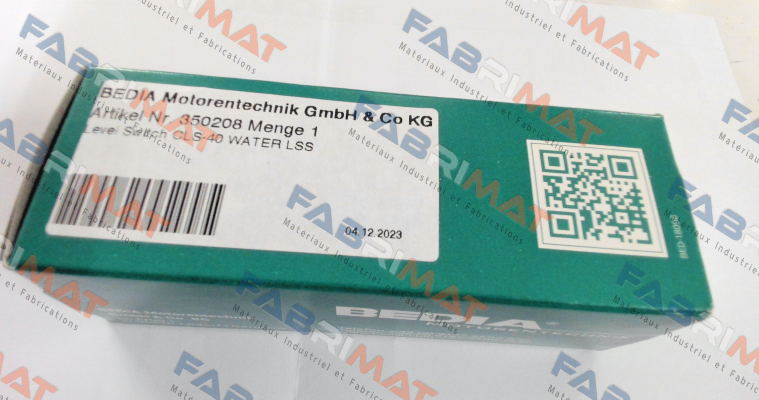 BEDIA Motorentechnik GmbH & Co KG
Artikel Nr. 350208 Menge 1
Level Switch CLS-40 WATER LSS
04.12.2023
BEDIA
FABRIMAT
Matériaux Industriel et Fabrications